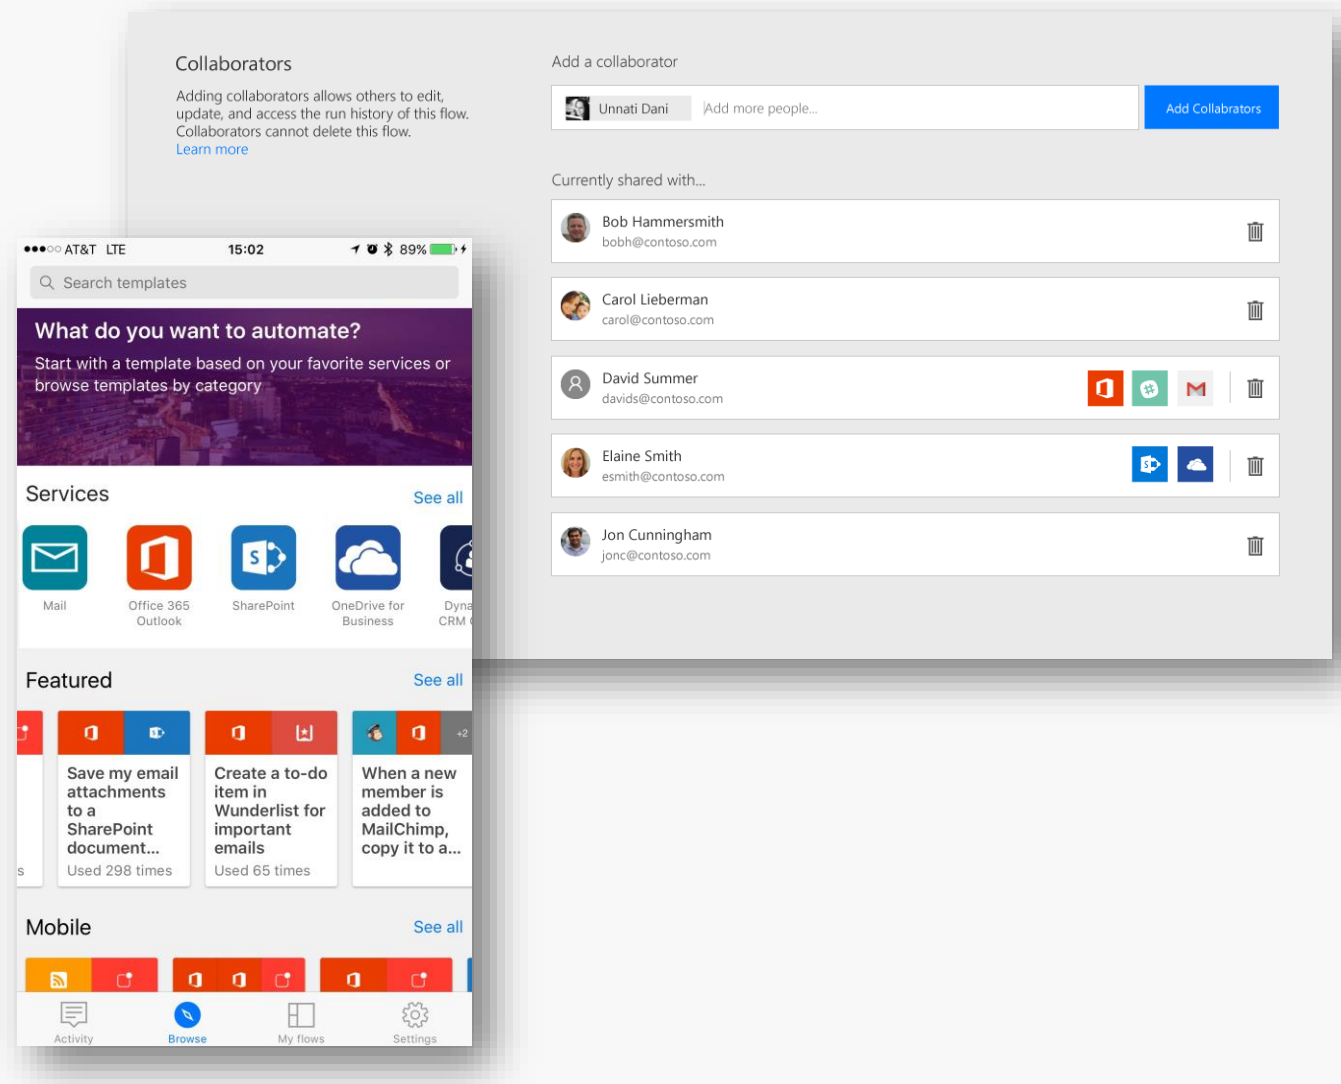 Collaborators
Adding collaborators allows others to edit,
update, and access the run history of this flow.
Collaborators cannot delete this flow.
Learn more
Add a collaborator
Unnati Dani
Add more people...
Add Collabrators
Currently shared with...
Bob Hammersmith
bobh@contoso.com
Carol Lieberman
carol@contoso.com
David Summer
davids@contoso.com
Elaine Smith
esmith@contoso.com
Jon Cunningham
jonc@contoso.com
AT&T LTE 15:02 89%
Search templates
What do you want to automate?
Start with a template based on your favorite services or
browse templates by category
Services See all
Mail
Office 365
Outlook
SharePoint
OneDrive for
Business
Dyna
CRM
Featured See all
+2
Save my email
attachments
to a
SharePoint
document...
Used 298 times
Create a to-do
item in
Wunderlist for
important
emails
Used 65 times
When a new
member is
added to
MailChimp,
copy it to a...
s
Mobile See all
Activity Browse My flows Settings